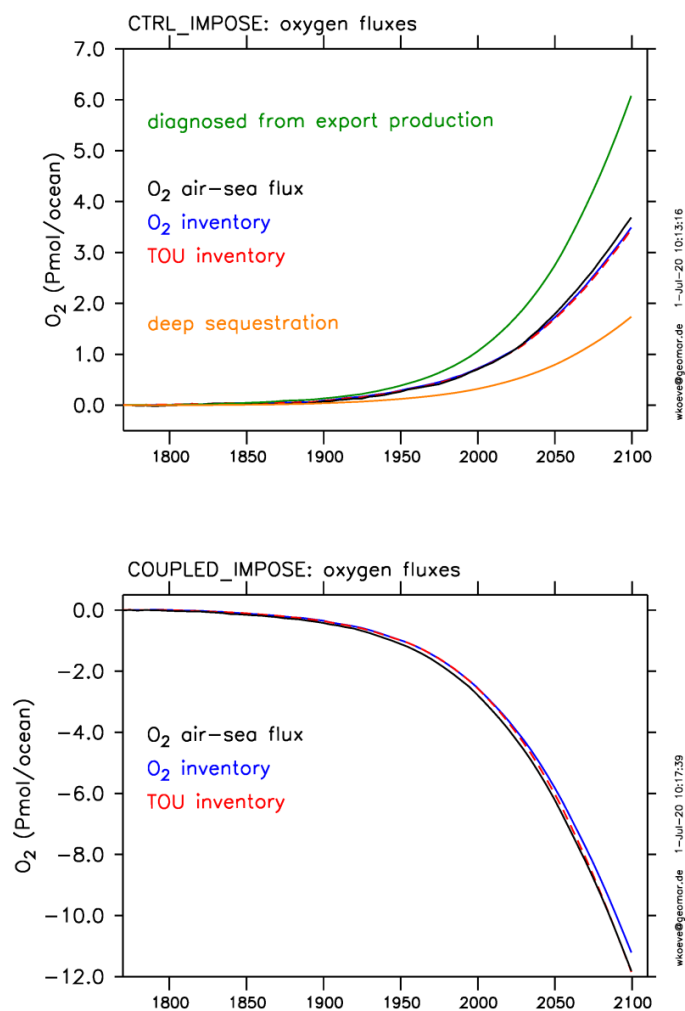 CTRL_IMPOSE: oxygen fluxes
7.0
6.0
5.0
4.0
3.0
2.0
1.0
0.0
O2 (Pmol/ocean)
diagnosed from export production
O2 air-sea flux
O2 inventory
TOU inventory
deep sequestration
1800 1850 1900 1950 2000 2050 2100
wkoeve@geomar.de 1-Jul-20 10:13:16
COUPLED_IMPOSE: oxygen fluxes
0.0
-2.0
-4.0
-6.0
-8.0
-10.0
-12.0
O2 (Pmol/ocean)
O2 air-sea flux
O2 inventory
TOU inventory
1800 1850 1900 1950 2000 2050 2100
wkoeve@geomar.de 1-Jul-20 10:17:39